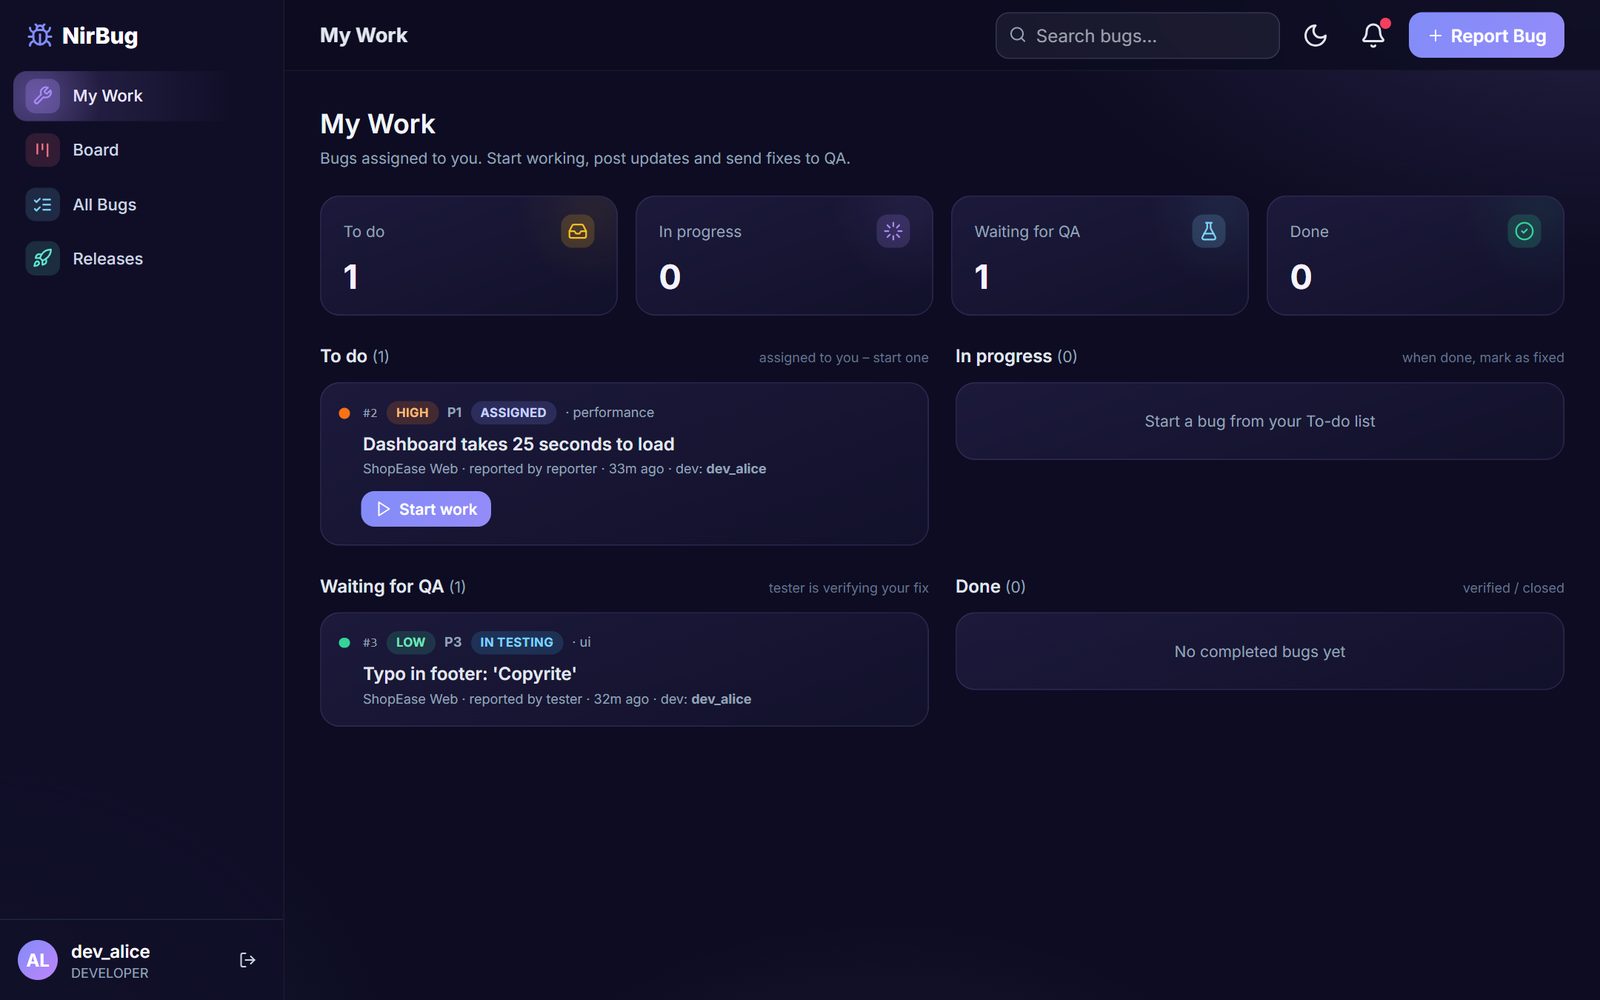 NirBug
My Work
Board
All Bugs
Releases
AL
dev_alice
DEVELOPER
My Work
Search bugs...
+ Report Bug
My Work
Bugs assigned to you. Start working, post updates and send fixes to QA.
To do
1
In progress
0
Waiting for QA
1
Done
0
To do (1)
assigned to you – start one
#2 HIGH P1 ASSIGNED · performance
Dashboard takes 25 seconds to load
ShopEase Web · reported by reporter · 33m ago · dev: dev_alice
Start work
In progress (0)
when done, mark as fixed
Start a bug from your To-do list
Waiting for QA (1)
tester is verifying your fix
#3 LOW P3 IN TESTING · ui
Typo in footer: 'Copyrite'
ShopEase Web · reported by tester · 32m ago · dev: dev_alice
Done (0)
verified / closed
No completed bugs yet